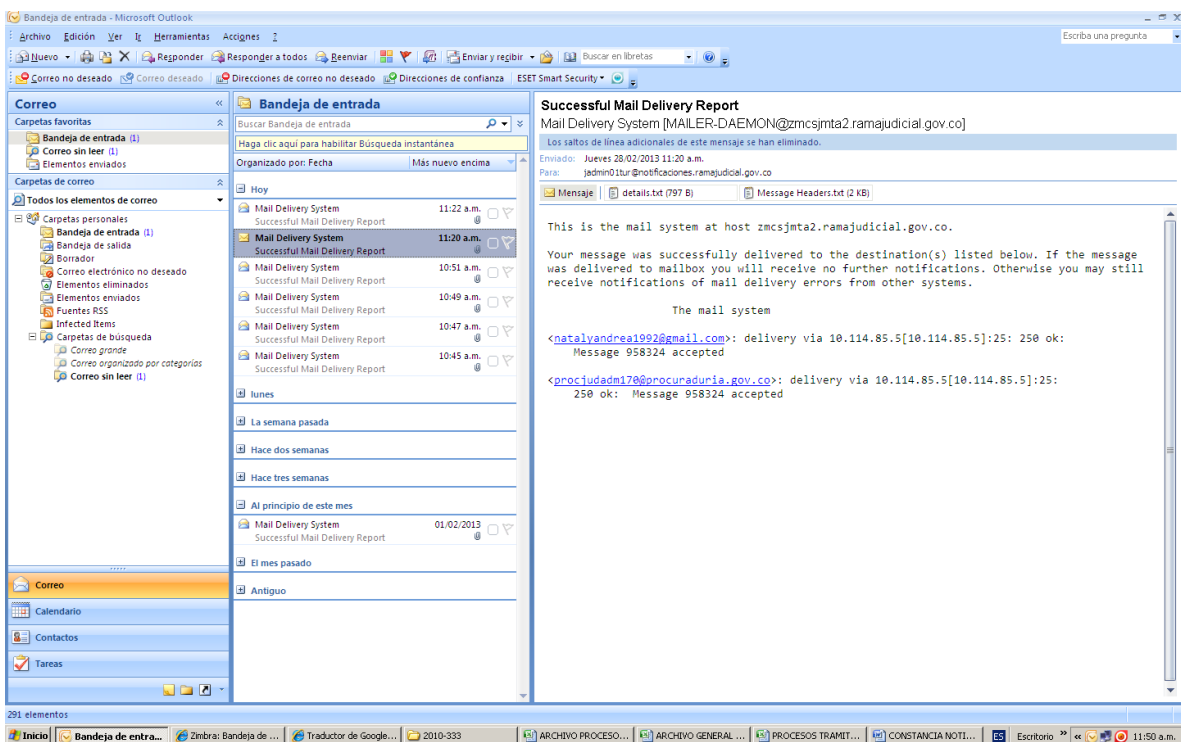 Bandeja de entrada - Microsoft Outlook
Archivo Edición Ver Ir Herramientas Acciones ?
Escriba una pregunta
Nuevo Responder Responder a todos Reenviar Enviar y recibir Buscar en libretas
Correo no deseado Correo deseado Direcciones de correo no deseado Direcciones de confianza ESET Smart Security
Correo
Carpetas favoritas
Bandeja de entrada (1)
Correo sin leer (1)
Elementos enviados
Carpetas de correo
Todos los elementos de correo
Carpetas personales
Bandeja de entrada (1)
Bandeja de salida
Borrador
Correo electrónico no deseado
Elementos eliminados
Elementos enviados
Fuentes RSS
Infected Items
Carpetas de búsqueda
Correo grande
Correo organizado por categorías
Correo sin leer (1)
Correo
Calendario
Contactos
Tareas
Bandeja de entrada
Buscar Bandeja de entrada
Haga clic aquí para habilitar Búsqueda instantánea
Organizado por: Fecha Más nuevo encima
Hoy
Mail Delivery System 11:22 a.m.
Successful Mail Delivery Report
Mail Delivery System 11:20 a.m.
Successful Mail Delivery Report
Mail Delivery System 10:51 a.m.
Successful Mail Delivery Report
Mail Delivery System 10:49 a.m.
Successful Mail Delivery Report
Mail Delivery System 10:47 a.m.
Successful Mail Delivery Report
Mail Delivery System 10:45 a.m.
Successful Mail Delivery Report
lunes
La semana pasada
Hace dos semanas
Hace tres semanas
Al principio de este mes
Mail Delivery System 01/02/2013
Successful Mail Delivery Report
El mes pasado
Antiguo
Successful Mail Delivery Report
Mail Delivery System [MAILER-DAEMON@zmcsjmta2.ramajudicial.gov.co]
Los saltos de línea adicionales de este mensaje se han eliminado.
Enviado: Jueves 28/02/2013 11:20 a.m.
Para: jadmin01tur@notificaciones.ramajudicial.gov.co
Mensaje details.txt (797 B) Message Headers.txt (2 KB)
This is the mail system at host zmcsjmta2.ramajudicial.gov.co.
Your message was successfully delivered to the destination(s) listed below. If the message
was delivered to mailbox you will receive no further notifications. Otherwise you may still
receive notifications of mail delivery errors from other systems.
The mail system
<natalyandrea1992@gmail.com>: delivery via 10.114.85.5[10.114.85.5]:25: 250 ok:
Message 958324 accepted
<procjudadm170@procuraduria.gov.co>: delivery via 10.114.85.5[10.114.85.5]:25:
250 ok: Message 958324 accepted
291 elementos
Inicio Bandeja de entra... Zimbra: Bandeja de ... Traductor de Google... 2010-333 ARCHIVO PROCESO... ARCHIVO GENERAL ... PROCESOS TRAMIT... CONSTANCIA NOTI... ES Escritorio » « 11:50 a.m.